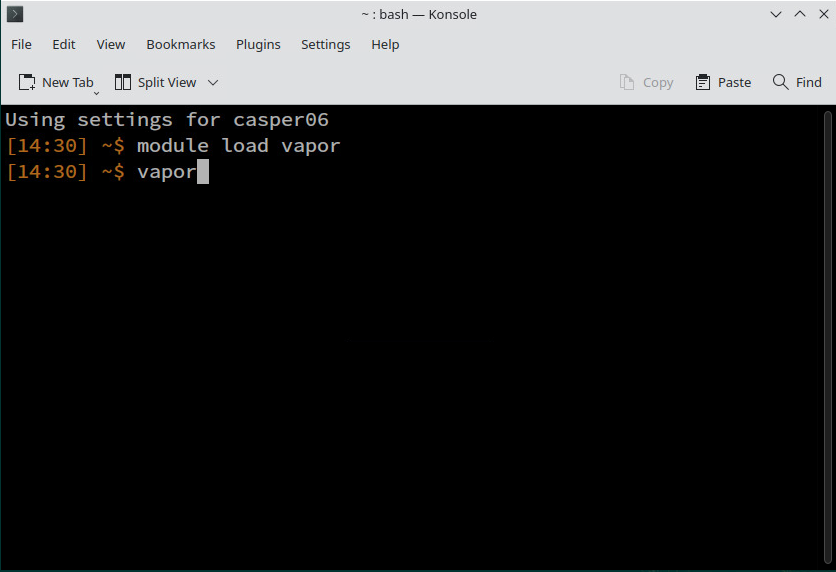 ~ : bash — Konsole
File Edit View Bookmarks Plugins Settings Help
New Tab Split View Copy Paste Find
Using settings for casper06
[14:30] ~$ module load vapor
[14:30] ~$ vapor